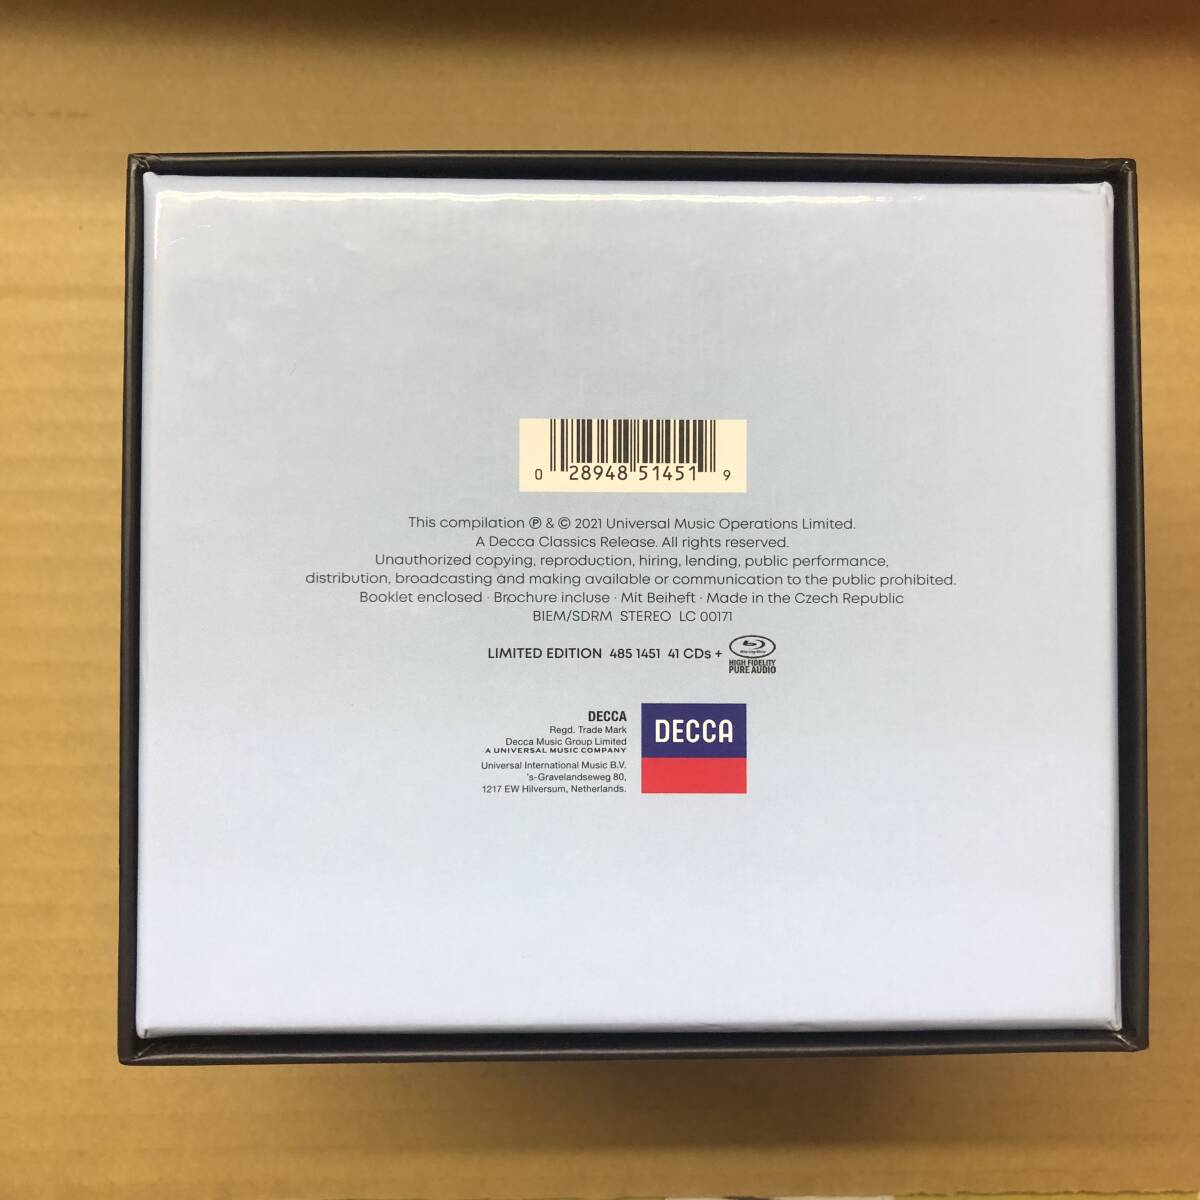 0 28948 51451 9
This compilation ℗ & © 2021 Universal Music Operations Limited.
A Decca Classics Release. All rights reserved.
Unauthorized copying, reproduction, hiring, lending, public performance,
distribution, broadcasting and making available or communication to the public prohibited.
Booklet enclosed · Brochure incluse · Mit Beiheft · Made in the Czech Republic
BIEM/SDRM STEREO LC 00171
LIMITED EDITION 485 1451 41 CDs +
Blu-ray Disc
HIGH FIDELITY
PURE AUDIO
DECCA
Regd. Trade Mark
Decca Music Group Limited
A UNIVERSAL MUSIC COMPANY
Universal International Music B.V.
's-Gravelandseweg 80,
1217 EW Hilversum, Netherlands.
DECCA